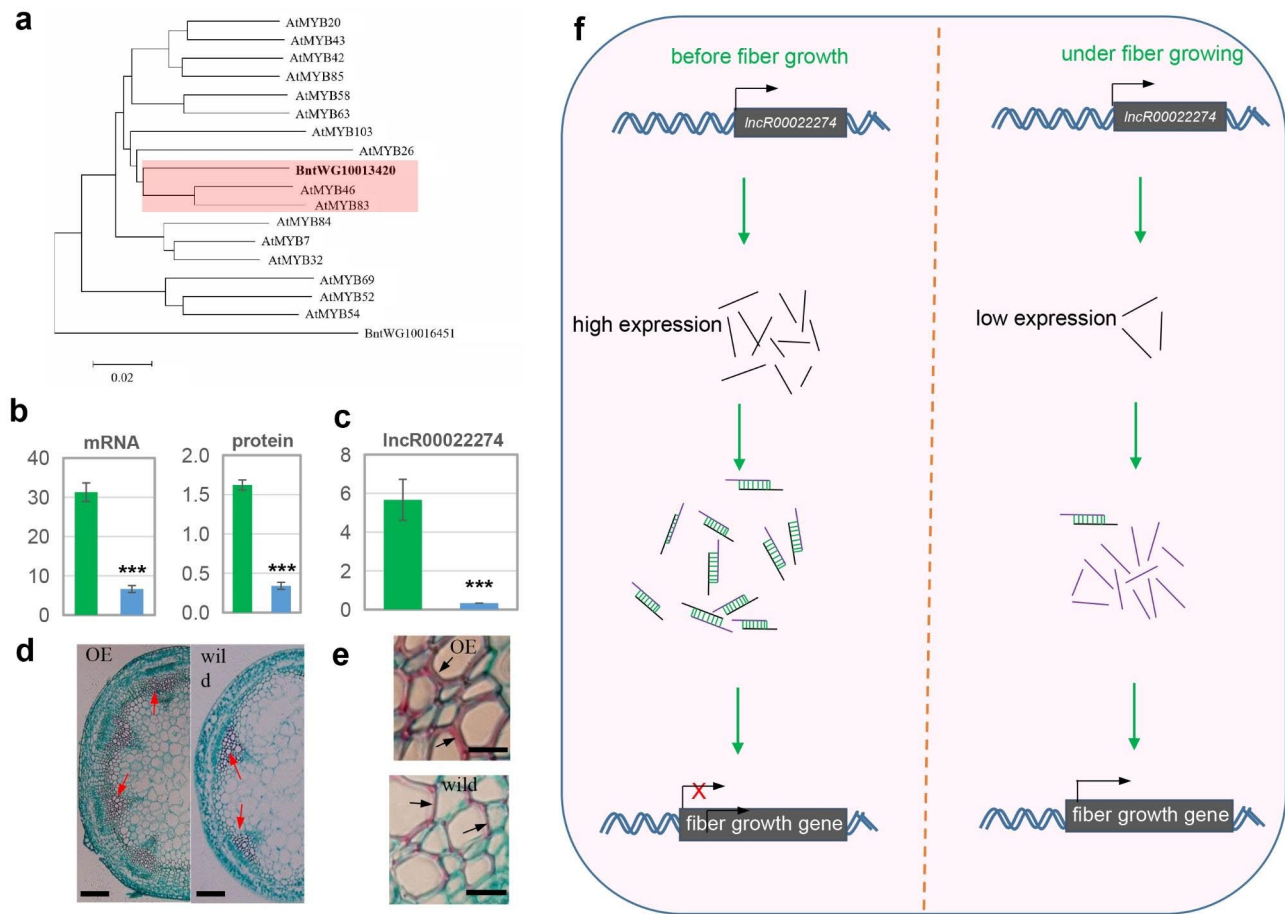 a
AtMYB20
AtMYB43
AtMYB42
AtMYB85
AtMYB58
AtMYB63
AtMYB103
AtMYB26
BntWG10013420
AtMYB46
AtMYB83
AtMYB84
AtMYB7
AtMYB32
AtMYB69
AtMYB52
AtMYB54
BntWG10016451
0.02
b
mRNA
40
30
20
10
0
***
protein
2.0
1.5
1.0
0.5
0.0
***
c
lncR00022274
8
6
4
2
0
***
d
OE
wil
d
e
OE
wild
f
before fiber growth
lncR00022274
high expression
X
fiber growth gene
under fiber growing
lncR00022274
low expression
fiber growth gene